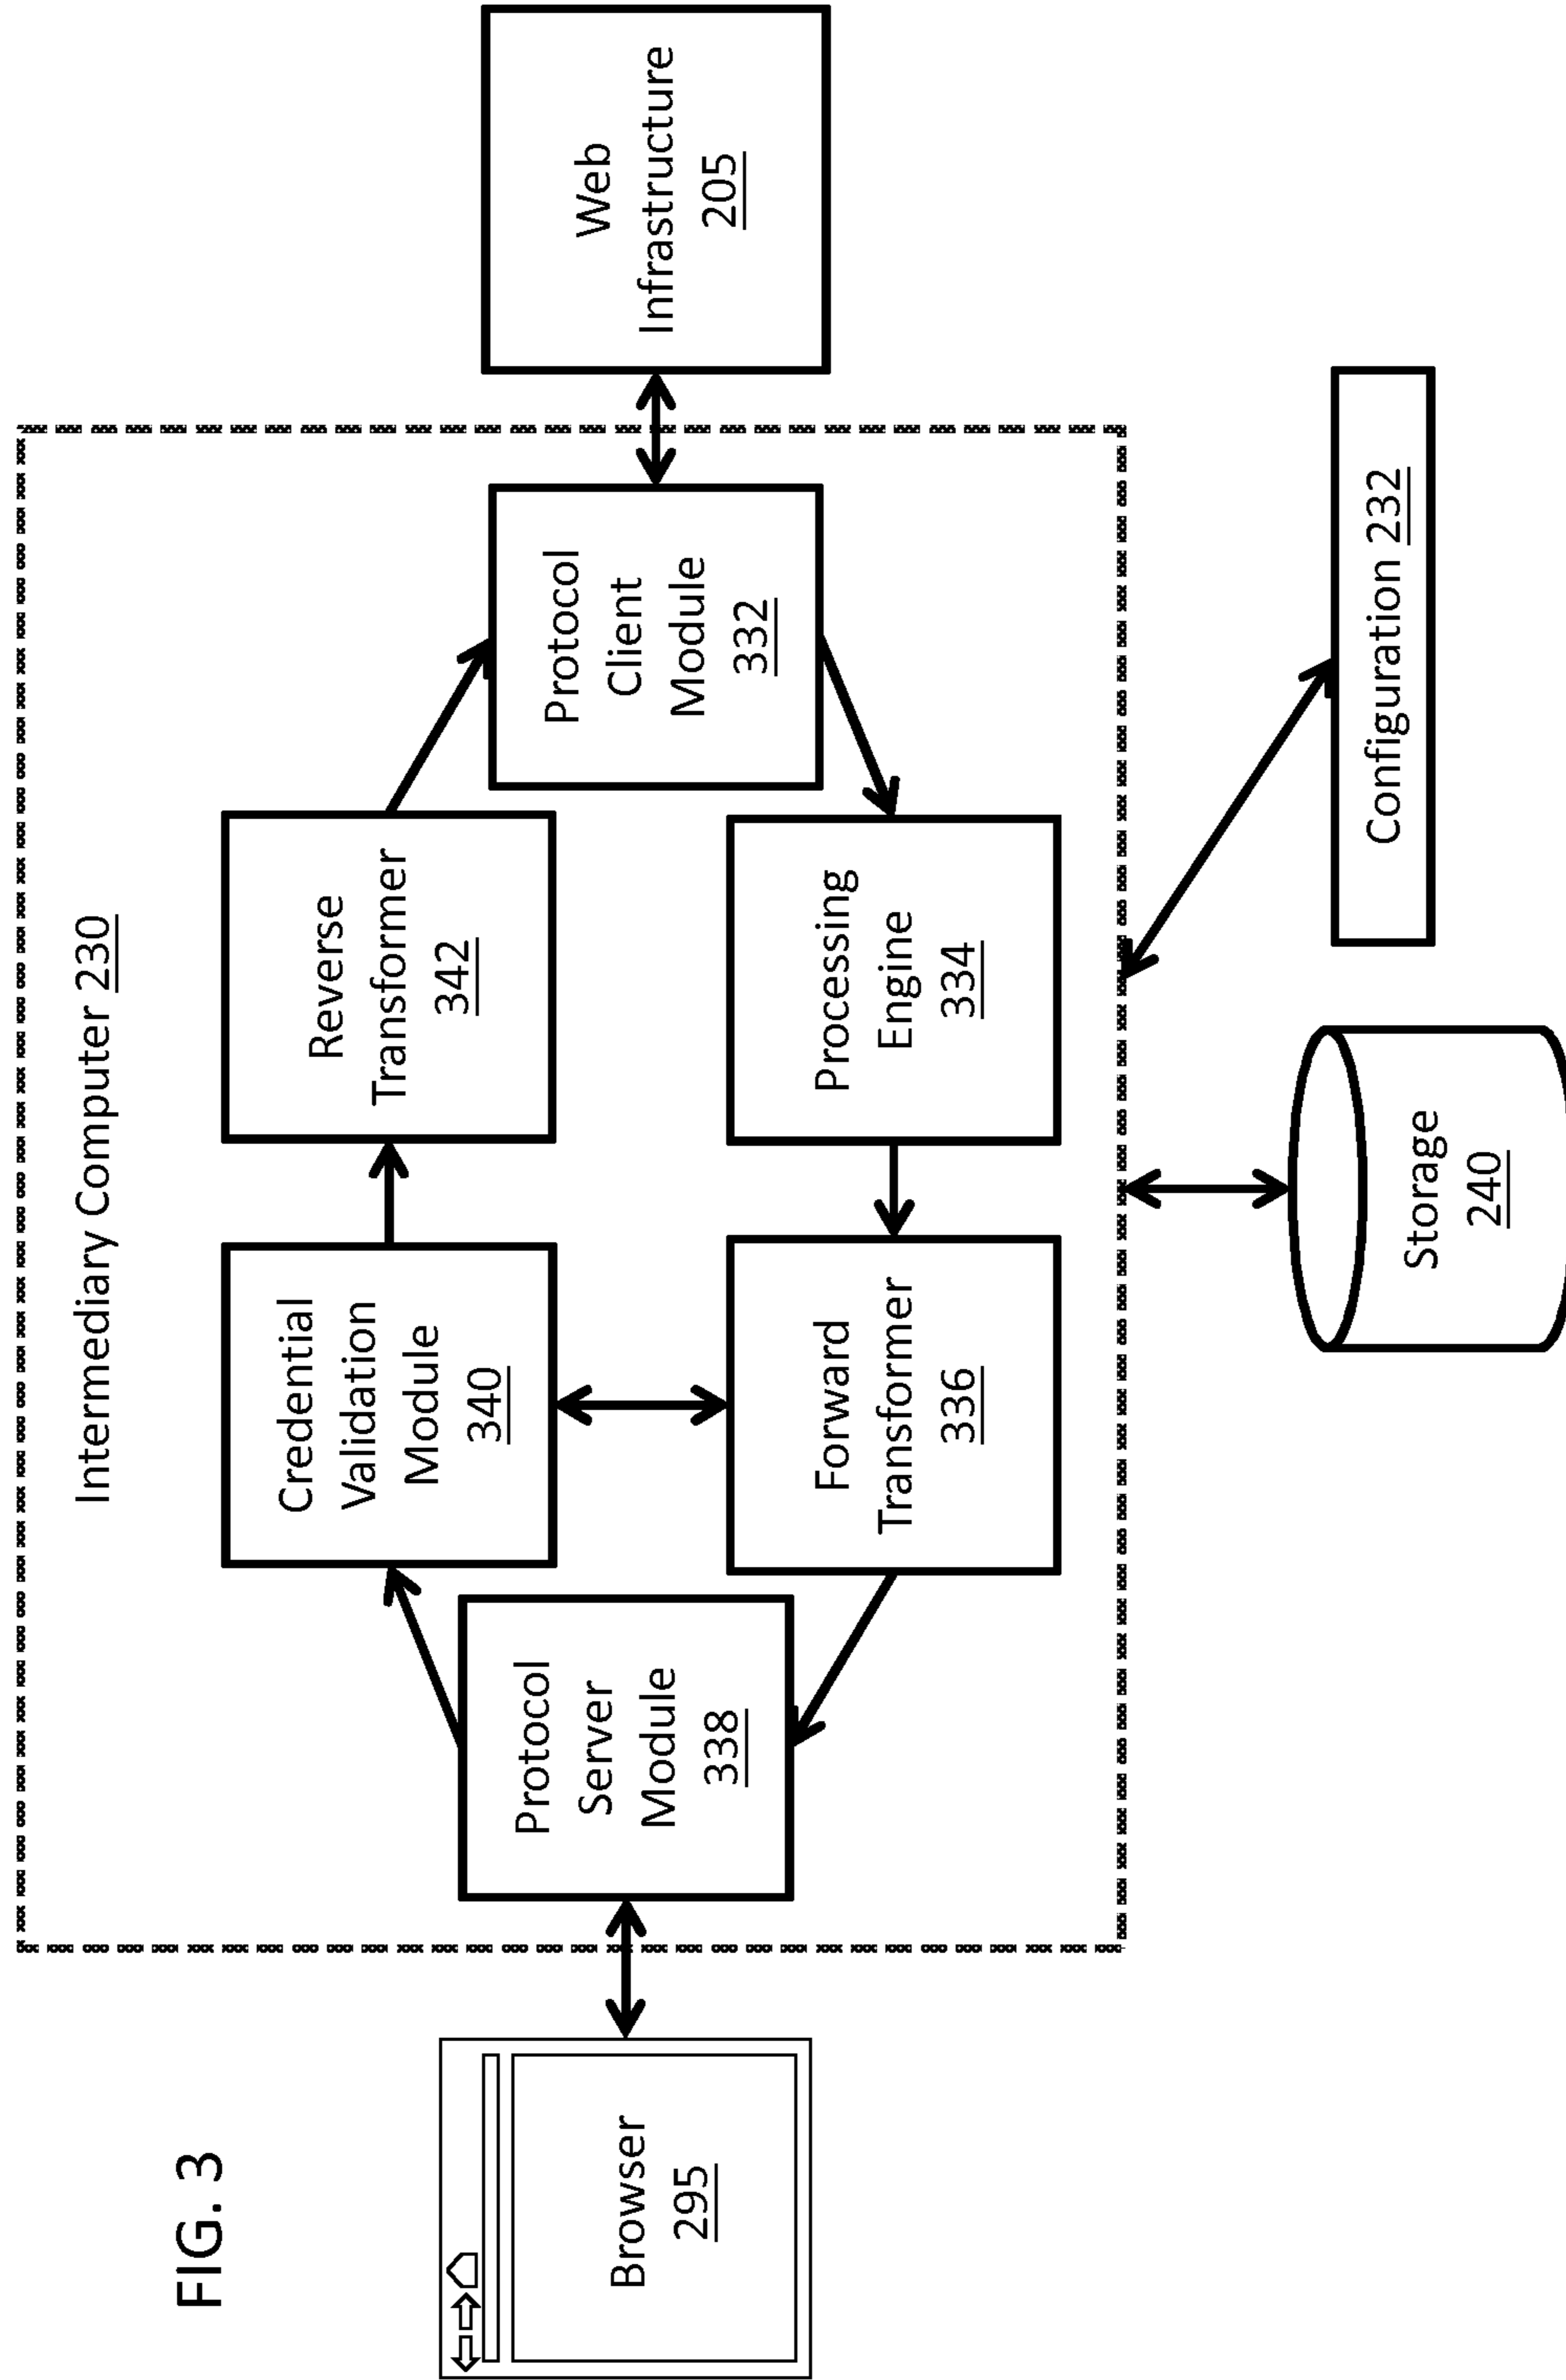 FIG. 3
Intermediary Computer 230
Browser
295
Protocol
Server
Module
338
Credential
Validation
Module
340
Reverse
Transformer
342
Forward
Transformer
336
Processing
Engine
334
Protocol
Client
Module
332
Web
Infrastructure
205
Storage
240
Configuration 232